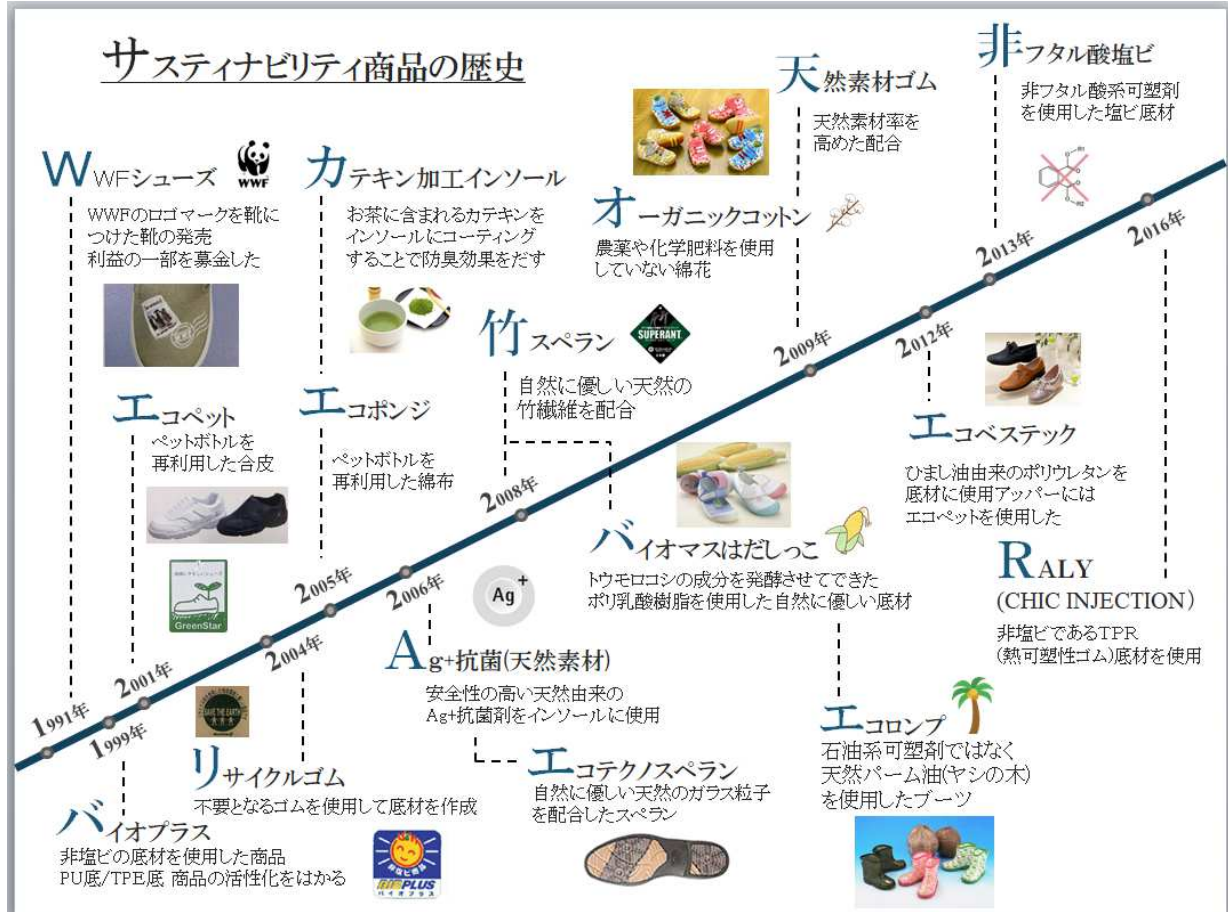 サスティナビリティ商品の歴史
WWFシューズ
WWF
WWFのロゴマークを靴に
つけた靴の発売
利益の一部を募金した
カテキン加工インソール
お茶に含まれるカテキンを
インソールにコーティング
することで防臭効果をだす
オーガニックコットン
農薬や化学肥料を使用
していない綿花
天然素材ゴム
天然素材率を
高めた配合
非フタル酸塩ビ
非フタル酸系可塑剤
を使用した塩ビ底材
竹スペラン
SUPERANT
自然に優しい天然の
竹繊維を配合
エコペット
ペットボトルを
再利用した合皮
GreenStar
エコポンジ
ペットボトルを
再利用した綿布
バイオマスはだしっこ
トウモロコシの成分を発酵させてできた
ポリ乳酸樹脂を使用した自然に優しい底材
エコベステック
ひまし油由来のポリウレタンを
底材に使用アッパーには
エコペットを使用した
RALY
(CHIC INJECTION)
非塩ビであるTPR
(熱可塑性ゴム)底材を使用
1991年
1999年
2001年
2004年
2005年
2006年
2008年
2009年
2012年
2013年
2016年
Ag+
Ag+抗菌(天然素材)
安全性の高い天然由来の
Ag+抗菌剤をインソールに使用
SAVE THE EARTH
リサイクルゴム
不要となるゴムを使用して底材を作成
バイオプラス
非塩ビの底材を使用した商品
PU底/TPE底 商品の活性化をはかる
BIO PLUS
バイオプラス
エコテクノスペラン
自然に優しい天然のガラス粒子
を配合したスペラン
エコロンプ
石油系可塑剤ではなく
天然パーム油(ヤシの木)
を使用したブーツ